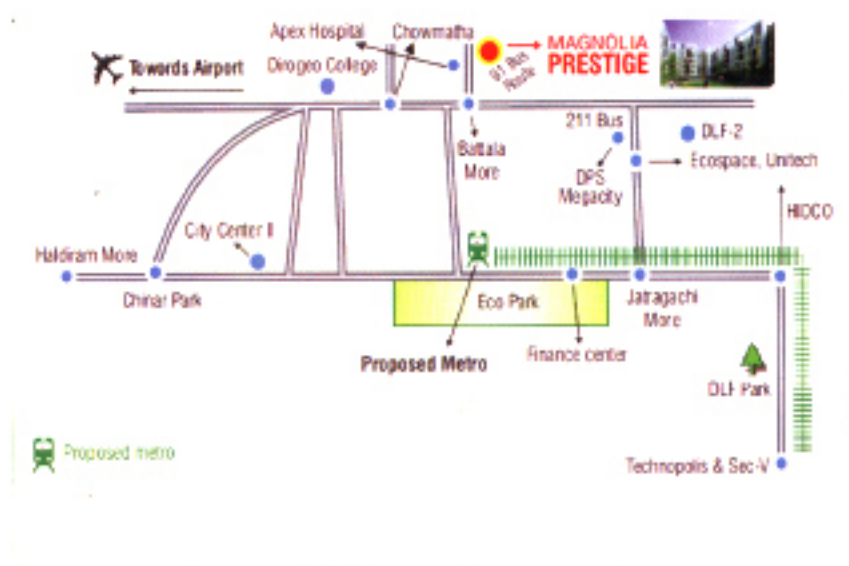 Apex Hospital
Chowmatha
91 Bus
Route
MAGNOLIA
PRESTIGE
Towards Airport
Dirogeo College
Battala
More
211 Bus
DLF-2
Ecospace, Unitech
DPS
Megacity
HIDCO
City Center II
Haldiram More
Chinar Park
Eco Park
Jatragachi
More
Proposed Metro
Finance center
DLF Park
Proposed metro
Technopolis & Sec-V